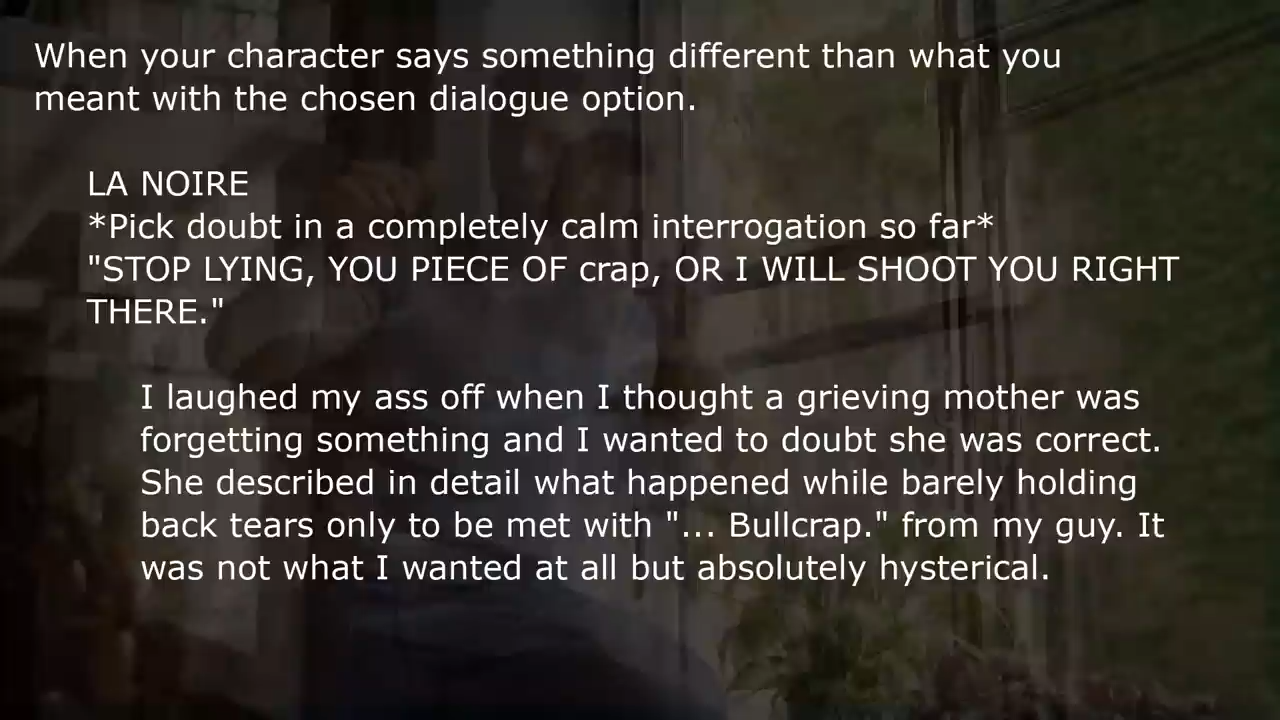 When your character says something different than what you
meant with the chosen dialogue option.
LA NOIRE
*Pick doubt in a completely calm interrogation so far*
"STOP LYING, YOU PIECE OF crap, OR I WILL SHOOT YOU RIGHT
THERE."
I laughed my ass off when I thought a grieving mother was
forgetting something and I wanted to doubt she was correct.
She described in detail what happened while barely holding
back tears only to be met with "... Bullcrap." from my guy. It
was not what I wanted at all but absolutely hysterical.